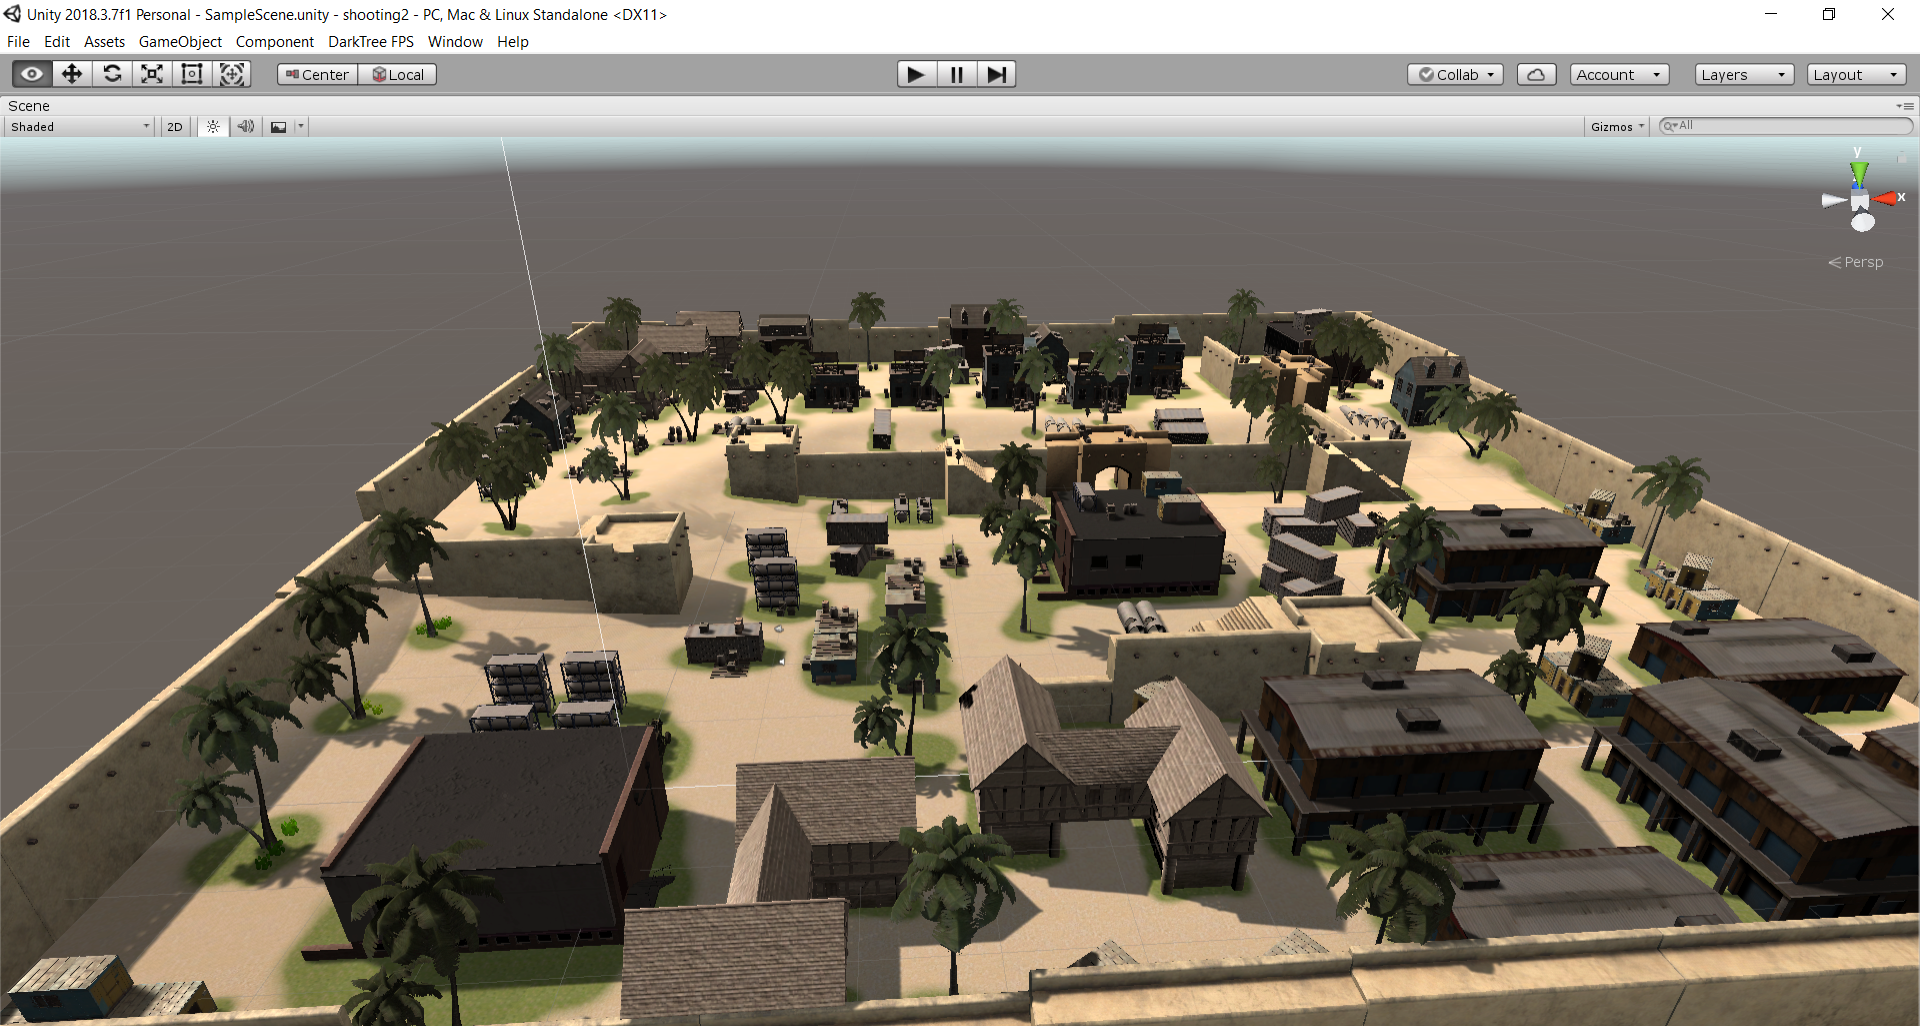 Unity 2018.3.7f1 Personal - SampleScene.unity - shooting2 - PC, Mac & Linux Standalone <DX11>
File Edit Assets GameObject Component DarkTree FPS Window Help
Center Local Collab Account Layers Layout
Scene
Shaded 2D Gizmos All
y
x
Persp